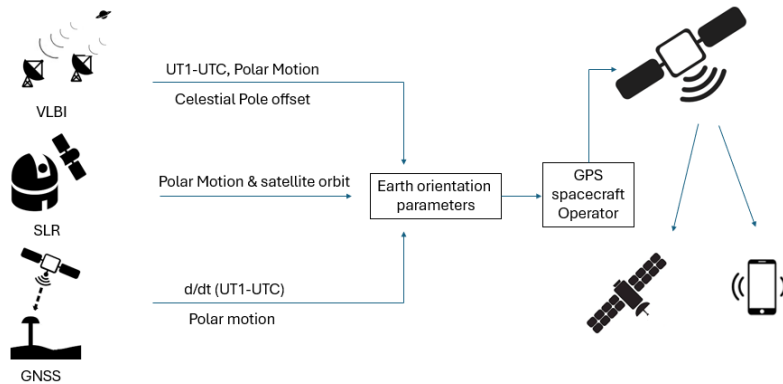 VLBI
UT1-UTC, Polar Motion
Celestial Pole offset
SLR
Polar Motion & satellite orbit
Earth orientation
parameters
GPS
spacecraft
Operator
d/dt (UT1-UTC)
Polar motion
GNSS